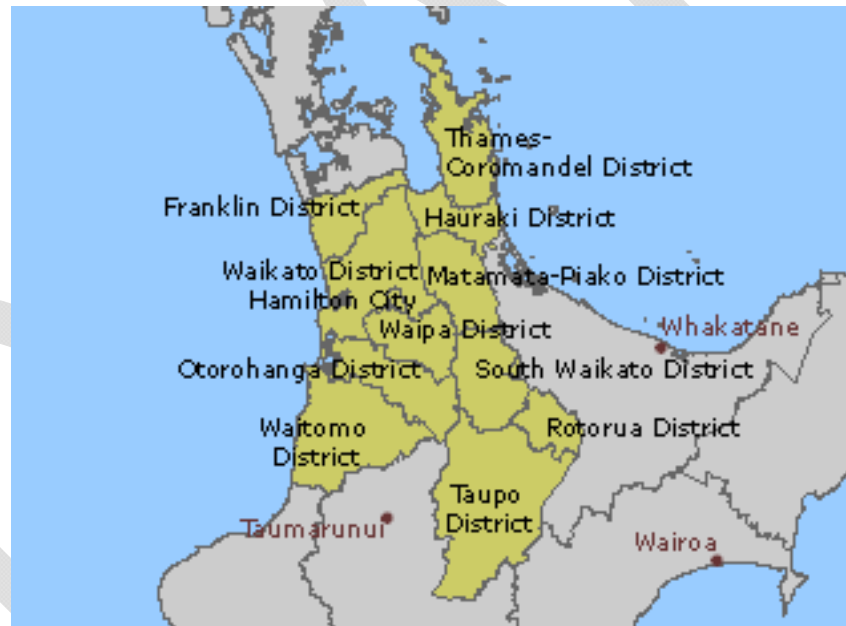 Thames-
Coromandel District
Franklin District
Hauraki District
Waikato District
Matamata-Piako District
Hamilton City
Waipa District
Whakatane
Otorohanga District
South Waikato District
Waitomo
District
Rotorua District
Taupo
District
Taumarunui
Wairoa